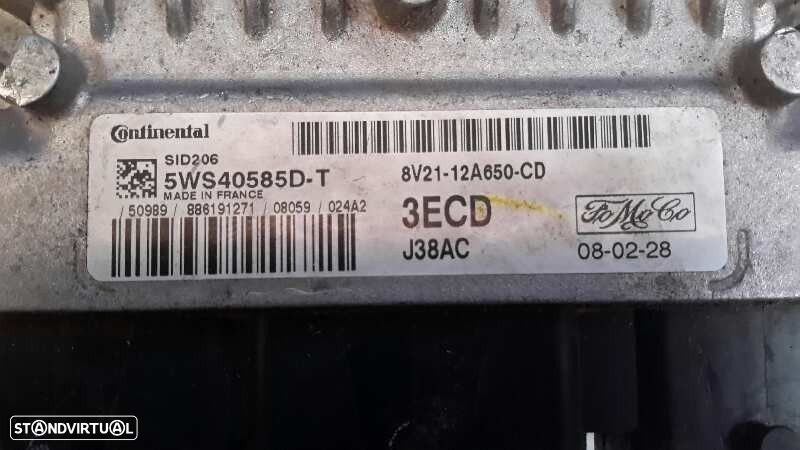 Continental
SID206
5WS40585D-T
MADE IN FRANCE
/ 50989 / 886191271 / 08059 / 024A2
8V21-12A650-CD
3ECD
FoMoCo
J38AC
08-02-28
STANDVIRTUAL